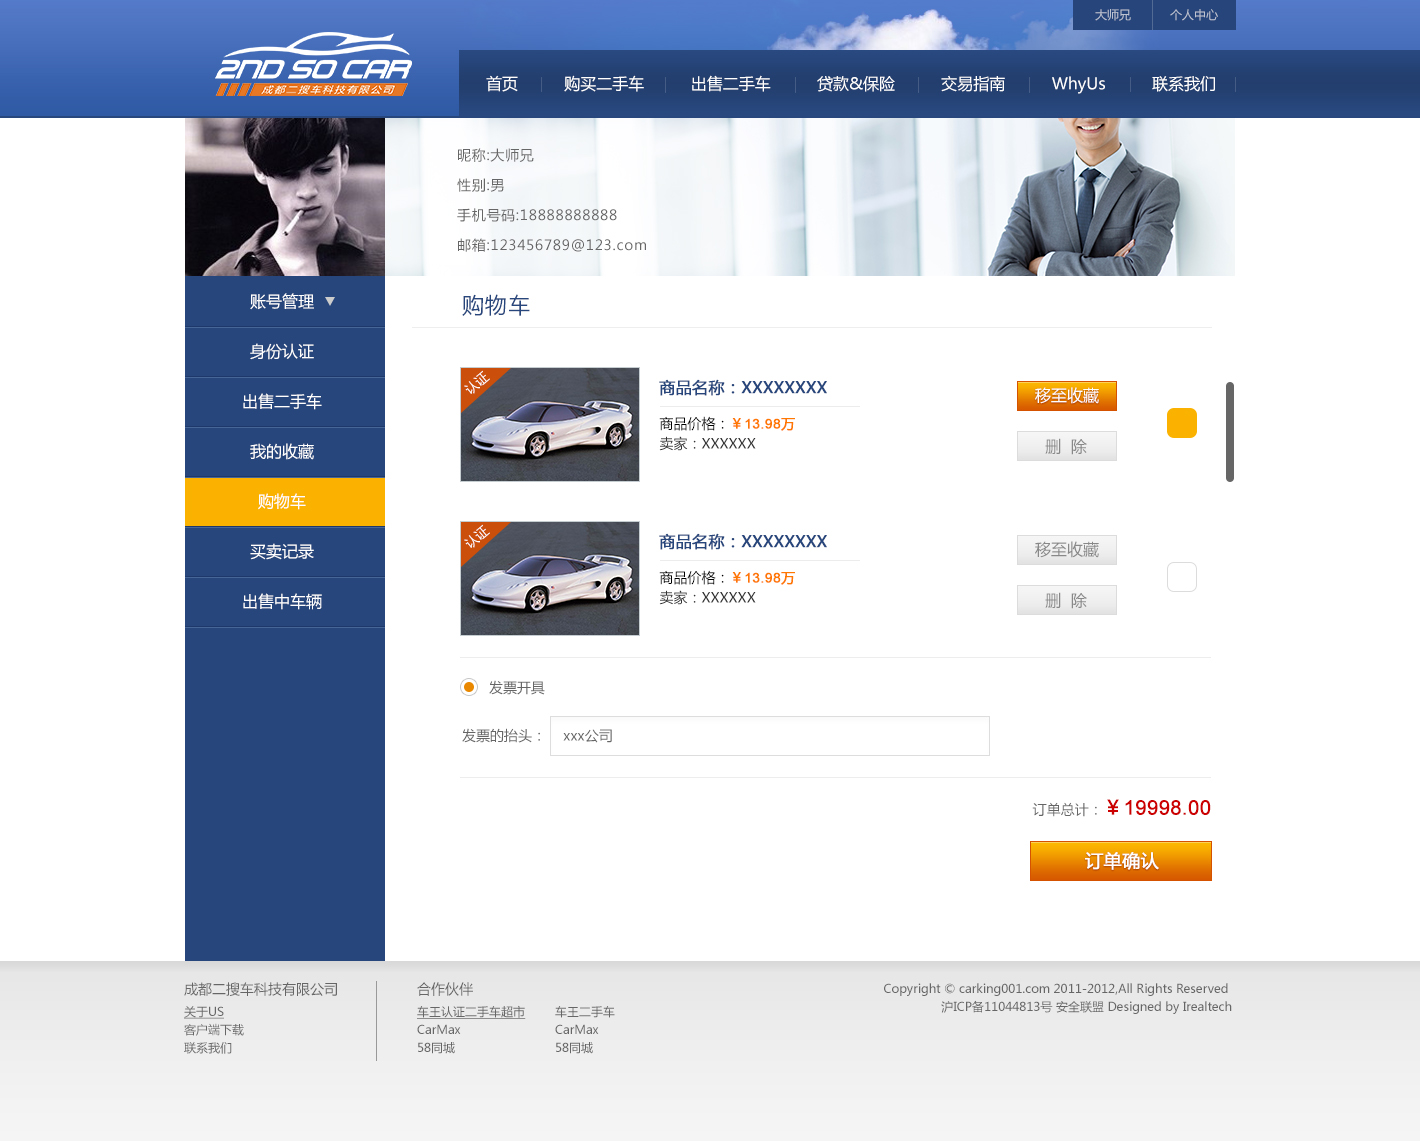 大师兄 个人中心
2ND SO CAR
成都二搜车科技有限公司
首页 购买二手车 出售二手车 贷款&保险 交易指南 WhyUs 联系我们
昵称:大师兄
性别:男
手机号码:18888888888
邮箱:123456789@123.com
账号管理
身份认证
出售二手车
我的收藏
购物车
买卖记录
出售中车辆
购物车
认证
商品名称：XXXXXXXX
商品价格：￥13.98万
卖家：XXXXXX
移至收藏
删 除
认证
商品名称：XXXXXXXX
商品价格：￥13.98万
卖家：XXXXXX
移至收藏
删 除
发票开具
发票的抬头： xxx公司
订单总计：￥19998.00
订单确认
成都二搜车科技有限公司
关于US
客户端下载
联系我们
合作伙伴
车王认证二手车超市 车王二手车
CarMax CarMax
58同城 58同城
Copyright © carking001.com 2011-2012,All Rights Reserved
沪ICP备11044813号 安全联盟 Designed by Irealtech